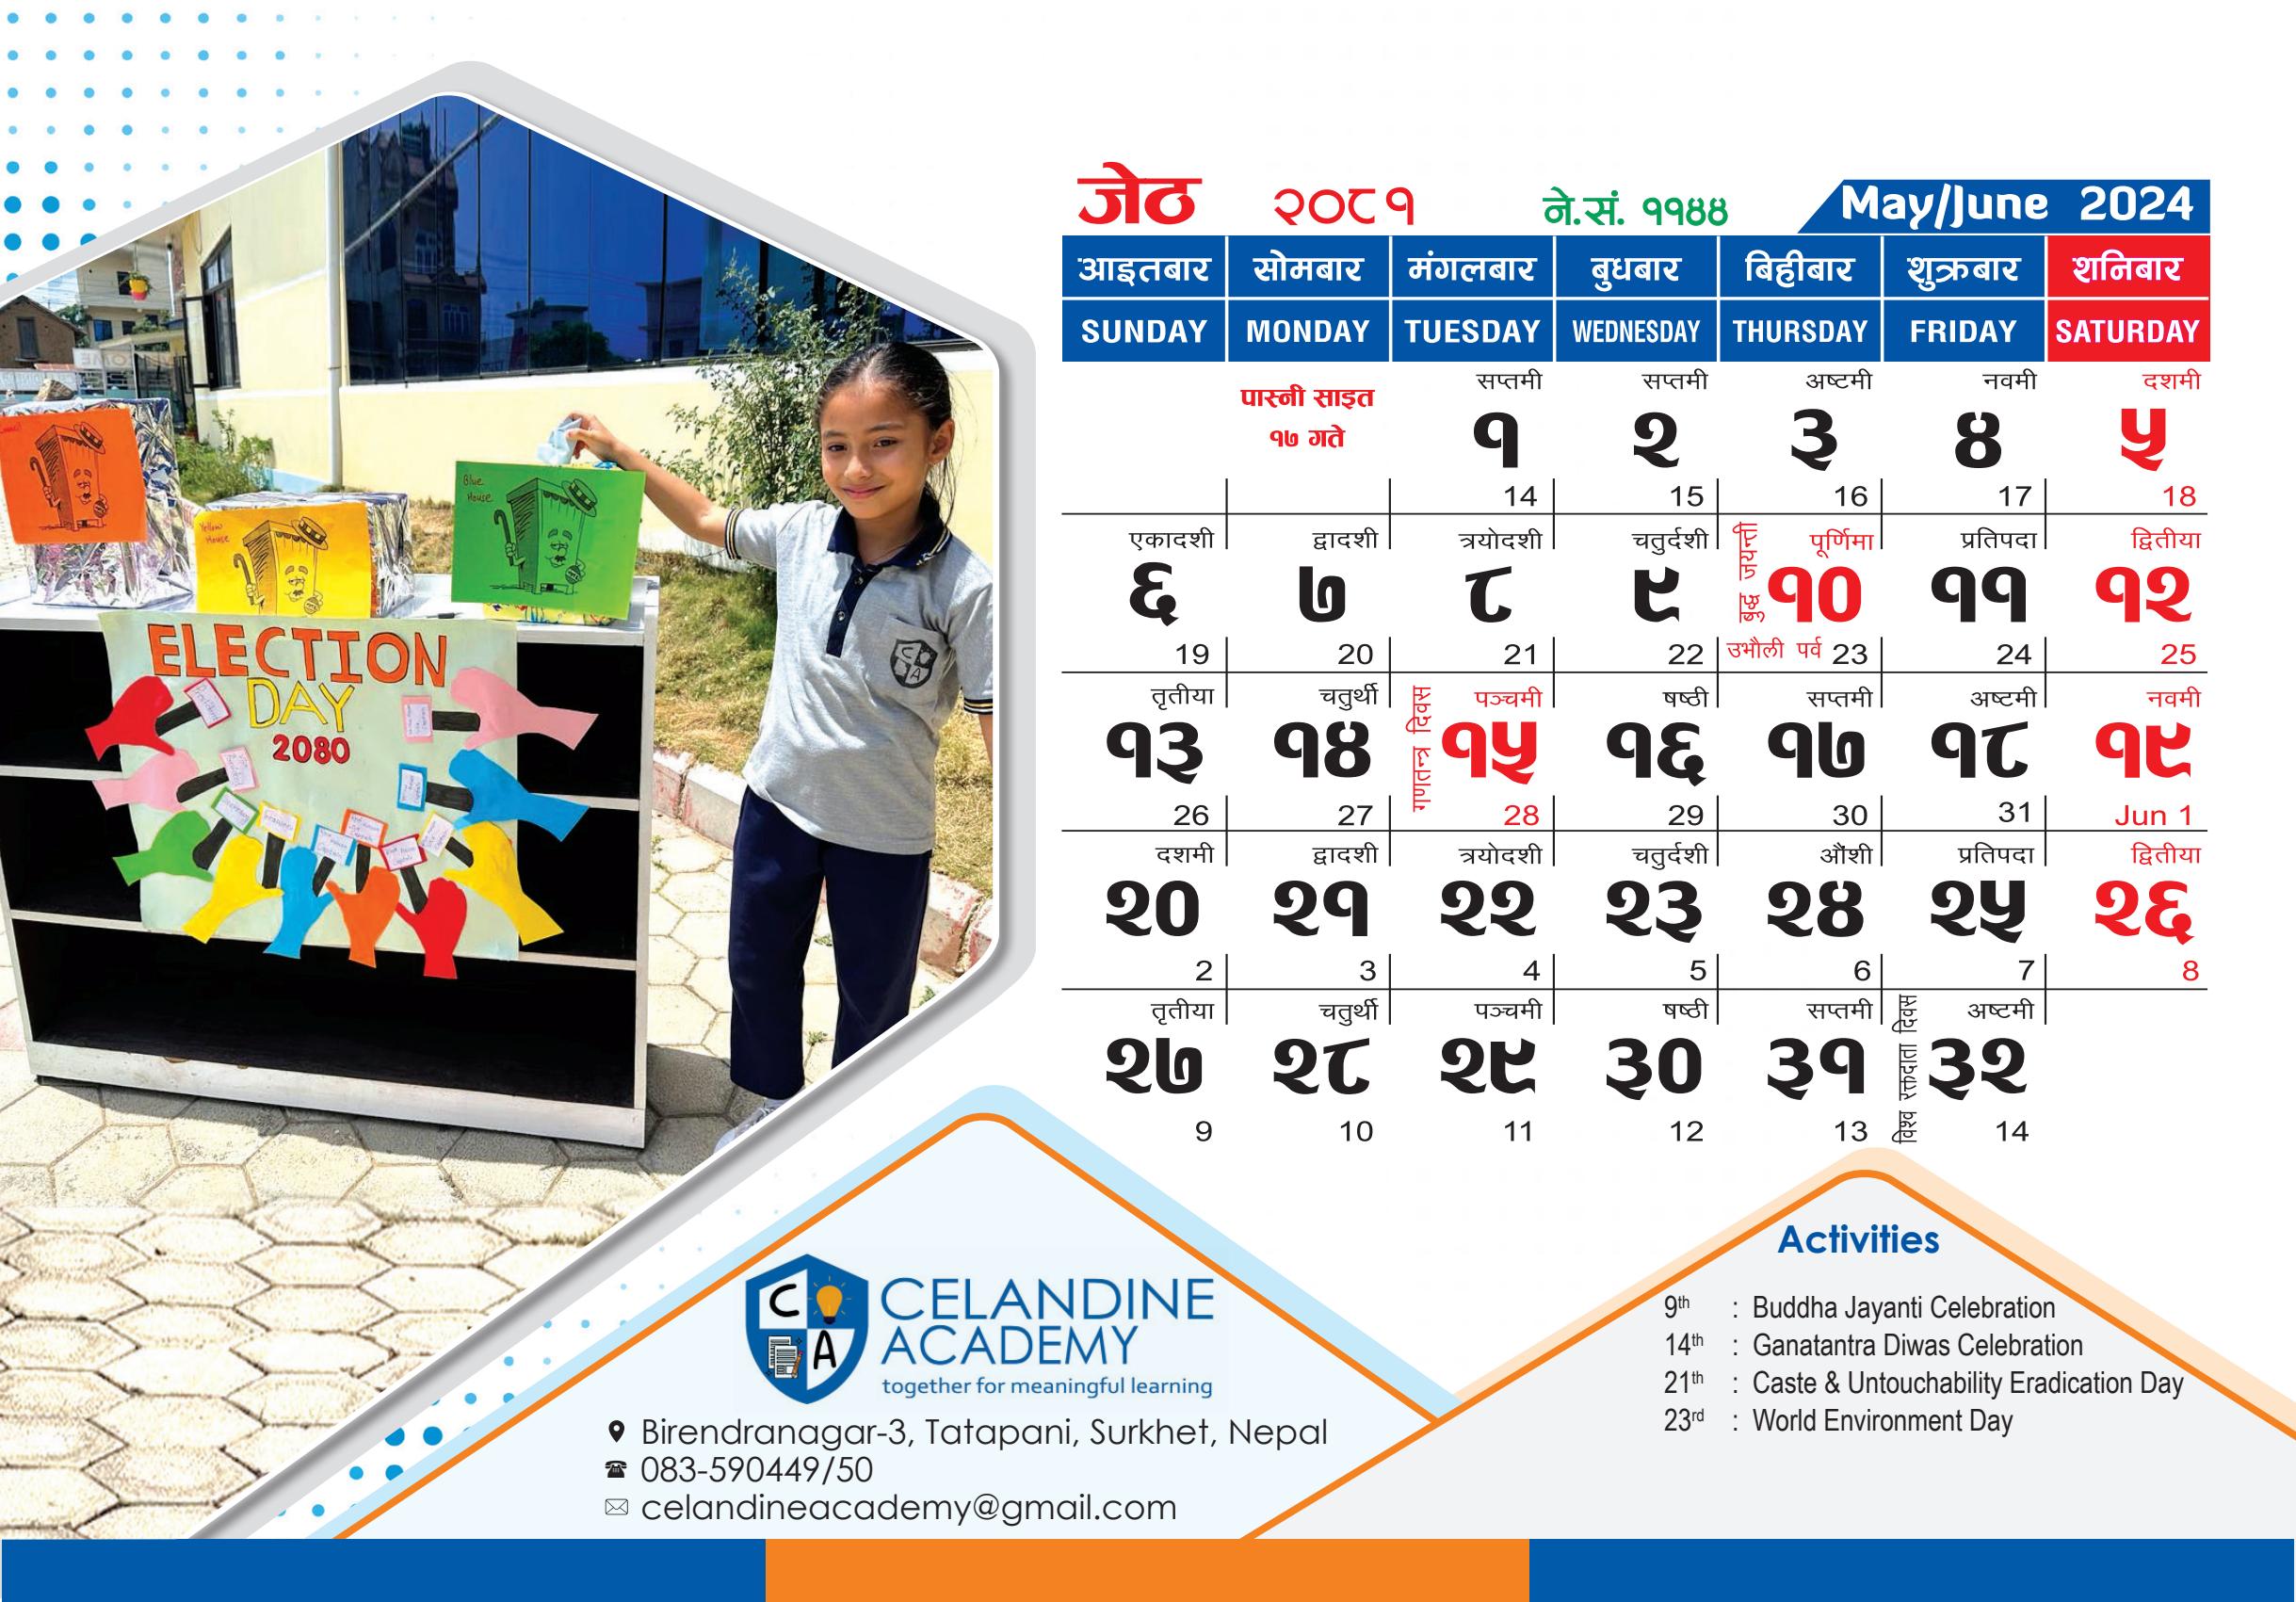 जेठ २०८१ ने.सं. ११४४ May/June 2024
आइतबार सोमबार मंगलबार बुधबार बिहीबार शुक्रबार शनिबार
SUNDAY MONDAY TUESDAY WEDNESDAY THURSDAY FRIDAY SATURDAY
पास्नी साइत
१७ गते
सप्तमी सप्तमी अष्टमी नवमी दशमी
१ २ ३ ४ ५
14 15 16 17 18
एकादशी द्वादशी त्रयोदशी चतुर्दशी पूर्णिमा प्रतिपदा द्वितीया
बुद्ध जयन्ती
६ ७ ८ ९ १० ११ १२
19 20 21 22 उभौली पर्व 23 24 25
तृतीया चतुर्थी पञ्चमी षष्ठी सप्तमी अष्टमी नवमी
गणतन्त्र दिवस
१३ १४ १५ १६ १७ १८ १९
26 27 28 29 30 31 Jun 1
दशमी द्वादशी त्रयोदशी चतुर्दशी औंशी प्रतिपदा द्वितीया
२० २१ २२ २३ २४ २५ २६
2 3 4 5 6 7 8
तृतीया चतुर्थी पञ्चमी षष्ठी सप्तमी अष्टमी
विश्व रक्तदाता दिवस
२७ २८ २९ ३० ३१ ३२
9 10 11 12 13 14
Yellow House
Blue House
ELECTION
DAY
2080
C A
CELANDINE
ACADEMY
together for meaningful learning
Birendranagar-3, Tatapani, Surkhet, Nepal
083-590449/50
celandineacademy@gmail.com
Activities
9th : Buddha Jayanti Celebration
14th : Ganatantra Diwas Celebration
21th : Caste & Untouchability Eradication Day
23rd : World Environment Day